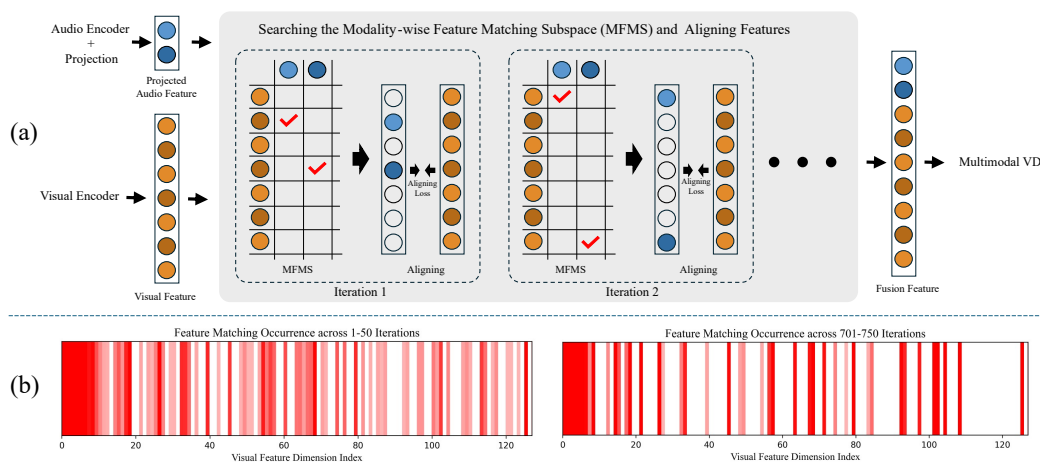 Audio Encoder
+
Projection
Projected
Audio Feature
Searching the Modality-wise Feature Matching Subspace (MFMS) and Aligning Features
(a)
Visual Encoder
Visual Feature
Aligning
Loss
MFMS
Aligning
Iteration 1
Aligning
Loss
MFMS
Aligning
Iteration 2
Fusion Feature
Multimodal VD
(b)
Feature Matching Occurrence across 1-50 Iterations
0 20 40 60 80 100 120
Visual Feature Dimension Index
Feature Matching Occurrence across 701-750 Iterations
0 20 40 60 80 100 120
Visual Feature Dimension Index